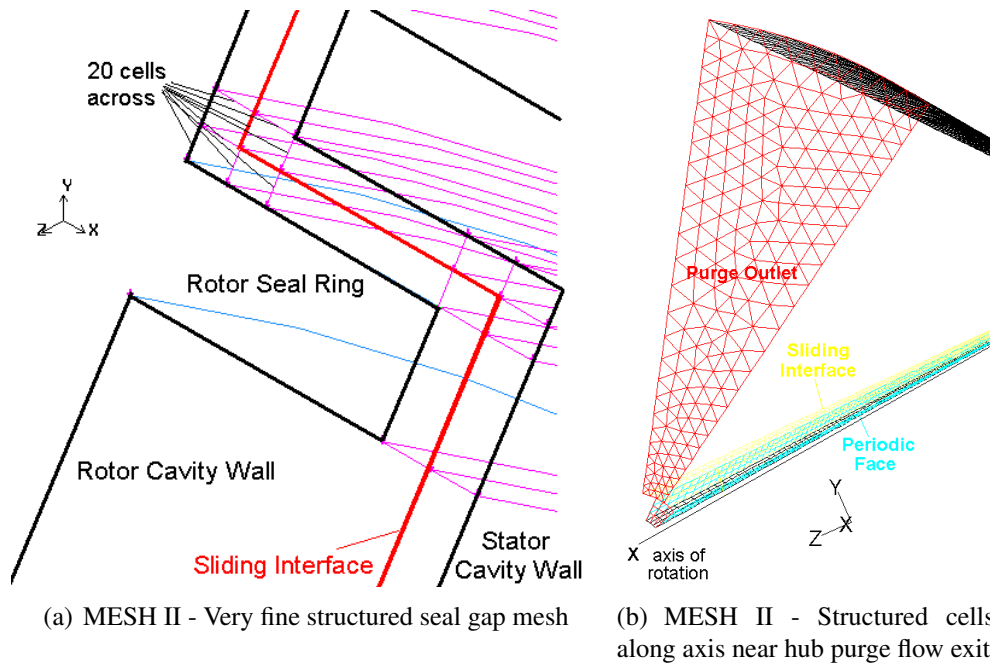 20 cells
across
Y
Z
X
Rotor Seal Ring
Rotor Cavity Wall
Sliding Interface
Stator
Cavity Wall
(a) MESH II - Very fine structured seal gap mesh
Purge Outlet
Sliding
Interface
Periodic
Face
Y
X
Z
X axis of
rotation
(b) MESH II - Structured cells
along axis near hub purge flow exit